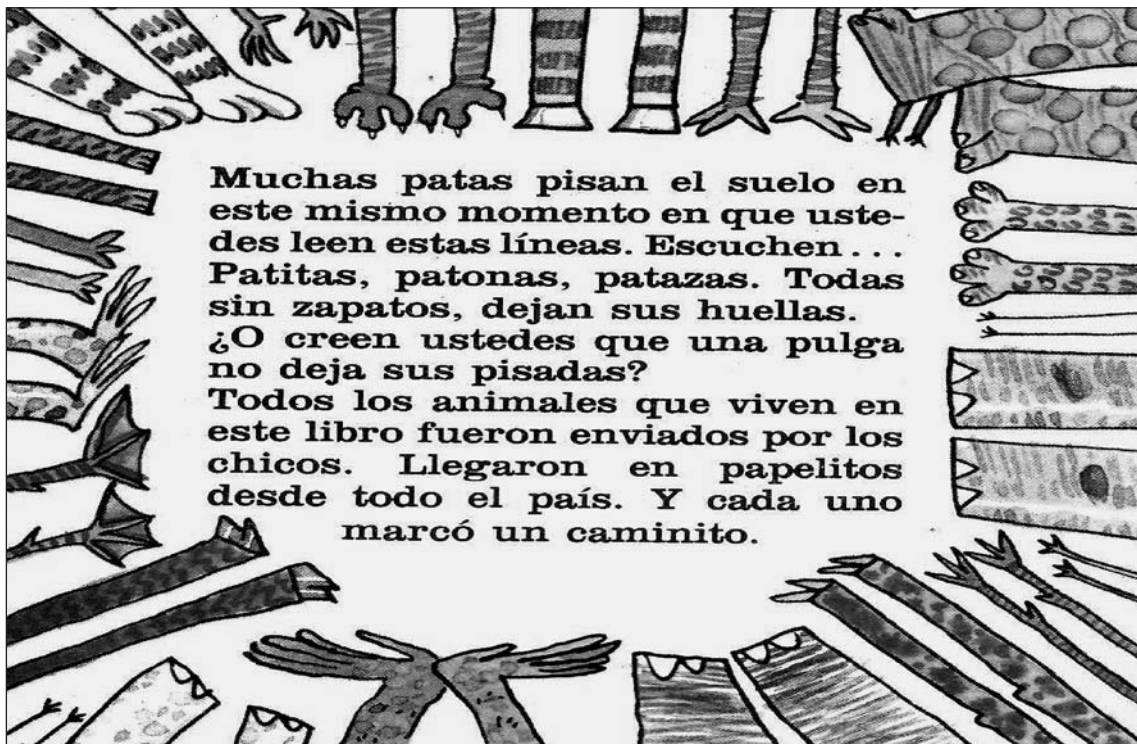 Muchas patas pisan el suelo en
este mismo momento en que uste-
des leen estas líneas. Escuchen...
Patitas, patonas, patazas. Todas
sin zapatos, dejan sus huellas.
¿O creen ustedes que una pulga
no deja sus pisadas?
Todos los animales que viven en
este libro fueron enviados por los
chicos. Llegaron en papelitos
desde todo el país. Y cada uno
marcó un caminito.